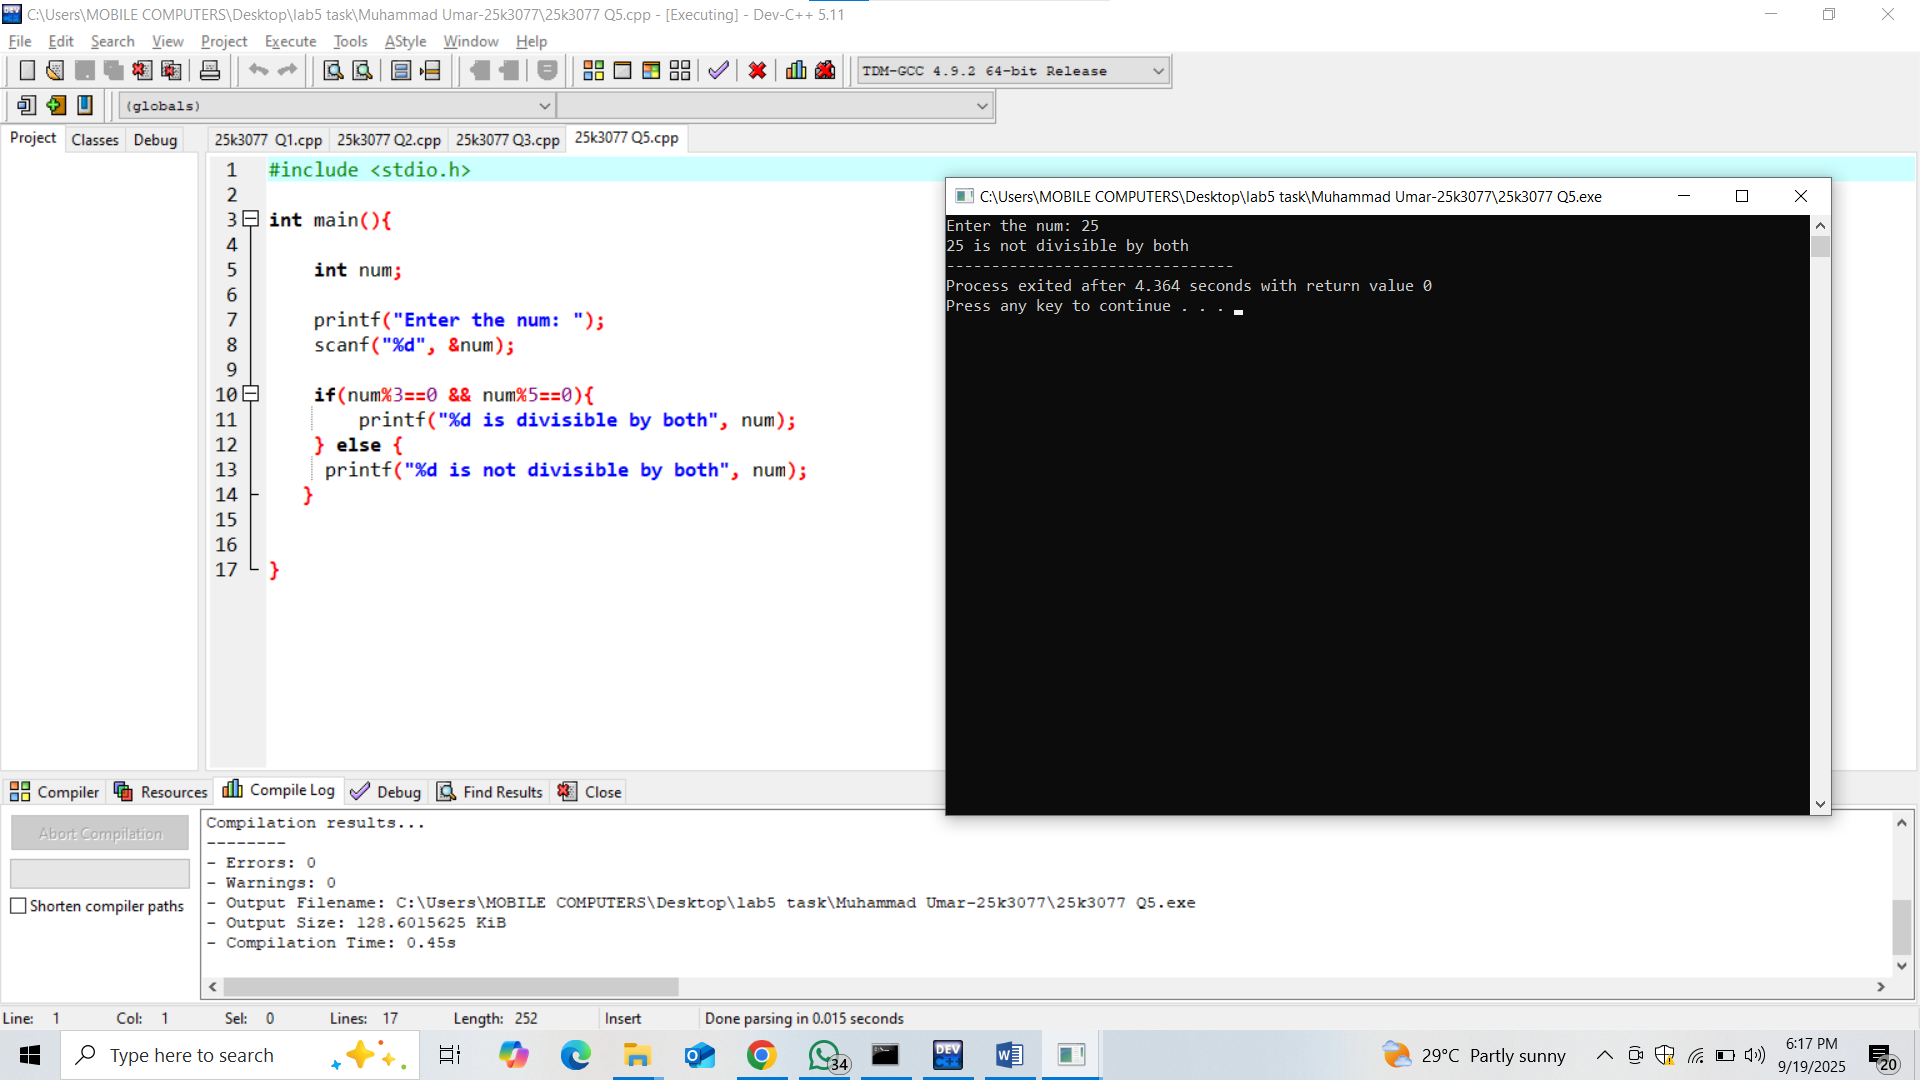 C:\Users\MOBILE COMPUTERS\Desktop\lab5 task\Muhammad Umar-25k3077\25k3077 Q5.cpp - [Executing] - Dev-C++ 5.11
File Edit Search View Project Execute Tools AStyle Window Help
TDM-GCC 4.9.2 64-bit Release
(globals)
Project Classes Debug
25k3077  Q1.cpp 25k3077 Q2.cpp 25k3077 Q3.cpp 25k3077 Q5.cpp
1 #include <stdio.h>
2
3 int main(){
4
5 int num;
6
7 printf("Enter the num: ");
8 scanf("%d", &num);
9
10 if(num%3==0 && num%5==0){
11 printf("%d is divisible by both", num);
12 } else {
13 printf("%d is not divisible by both", num);
14 }
15
16
17 }
C:\Users\MOBILE COMPUTERS\Desktop\lab5 task\Muhammad Umar-25k3077\25k3077 Q5.exe
Enter the num: 25
25 is not divisible by both
--------------------------------
Process exited after 4.364 seconds with return value 0
Press any key to continue . . .
Compiler Resources Compile Log Debug Find Results Close
Abort Compilation
Shorten compiler paths
Compilation results...
--------
- Errors: 0
- Warnings: 0
- Output Filename: C:\Users\MOBILE COMPUTERS\Desktop\lab5 task\Muhammad Umar-25k3077\25k3077 Q5.exe
- Output Size: 128.6015625 KiB
- Compilation Time: 0.45s
Line: 1 Col: 1 Sel: 0 Lines: 17 Length: 252 Insert Done parsing in 0.015 seconds
Type here to search
34
DEV
29°C Partly sunny
6:17 PM
9/19/2025
20